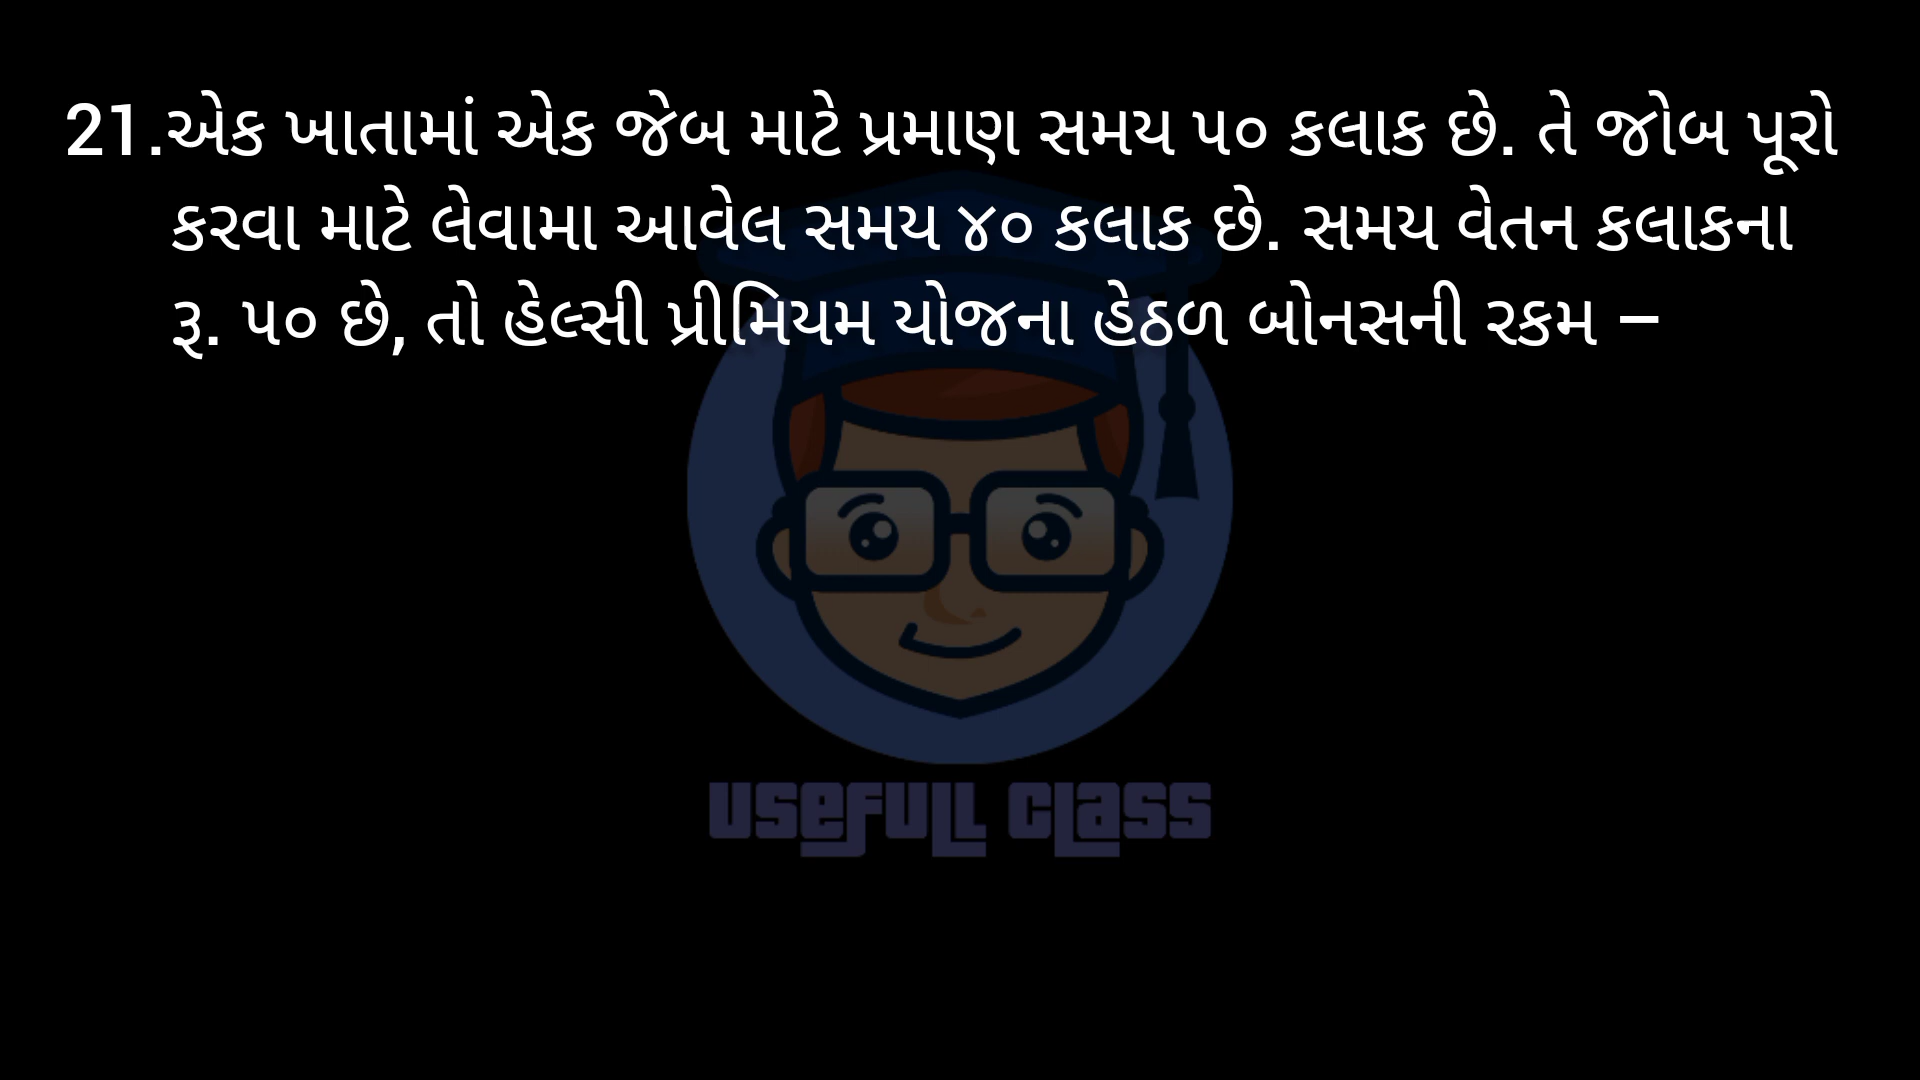 21.એક ખાતામાં એક જેબ માટે પ્રમાણ સમય ૫૦ કલાક છે. તે જોબ પૂરો
કરવા માટે લેવામા આવેલ સમય ૪૦ કલાક છે. સમય વેતન કલાકના
રૂ. ૫૦ છે, તો હેલ્સી પ્રીમિયમ યોજના હેઠળ બોનસની રકમ –
USEFULL CLASS